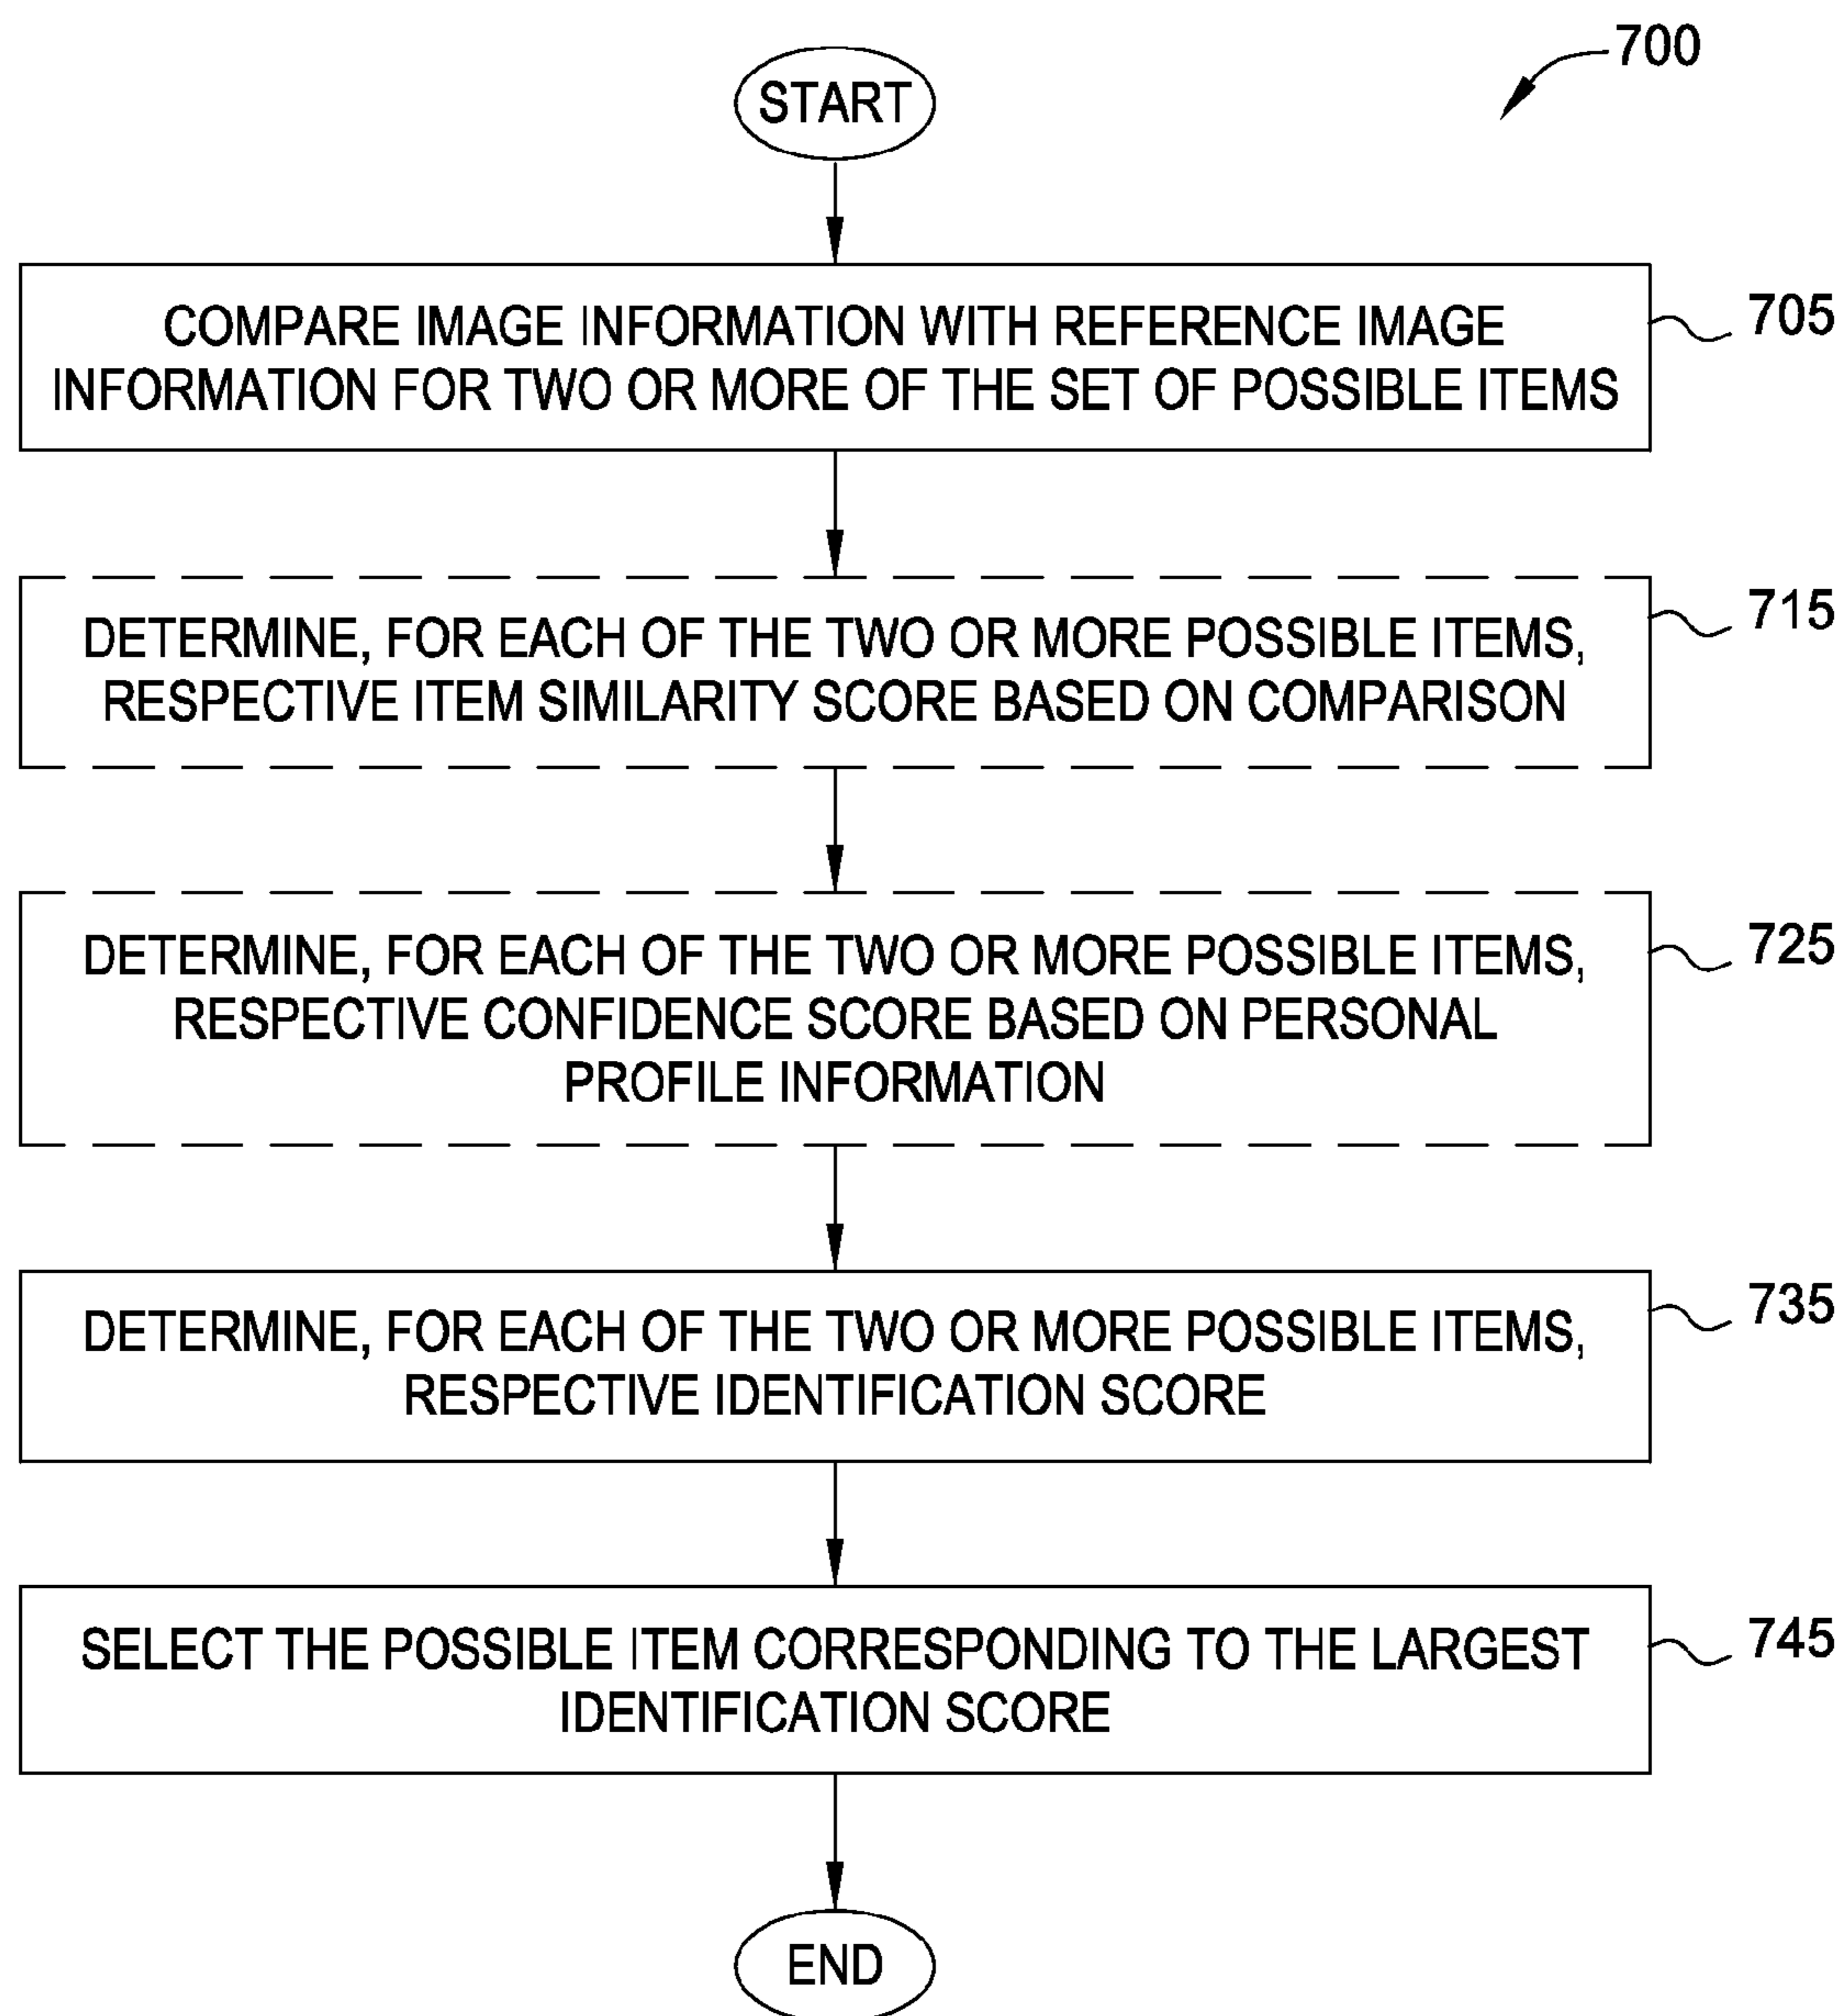 700
START
COMPARE IMAGE INFORMATION WITH REFERENCE IMAGE
INFORMATION FOR TWO OR MORE OF THE SET OF POSSIBLE ITEMS
705
DETERMINE, FOR EACH OF THE TWO OR MORE POSSIBLE ITEMS,
RESPECTIVE ITEM SIMILARITY SCORE BASED ON COMPARISON
715
DETERMINE, FOR EACH OF THE TWO OR MORE POSSIBLE ITEMS,
RESPECTIVE CONFIDENCE SCORE BASED ON PERSONAL
PROFILE INFORMATION
725
DETERMINE, FOR EACH OF THE TWO OR MORE POSSIBLE ITEMS,
RESPECTIVE IDENTIFICATION SCORE
735
SELECT THE POSSIBLE ITEM CORRESPONDING TO THE LARGEST
IDENTIFICATION SCORE
745
END